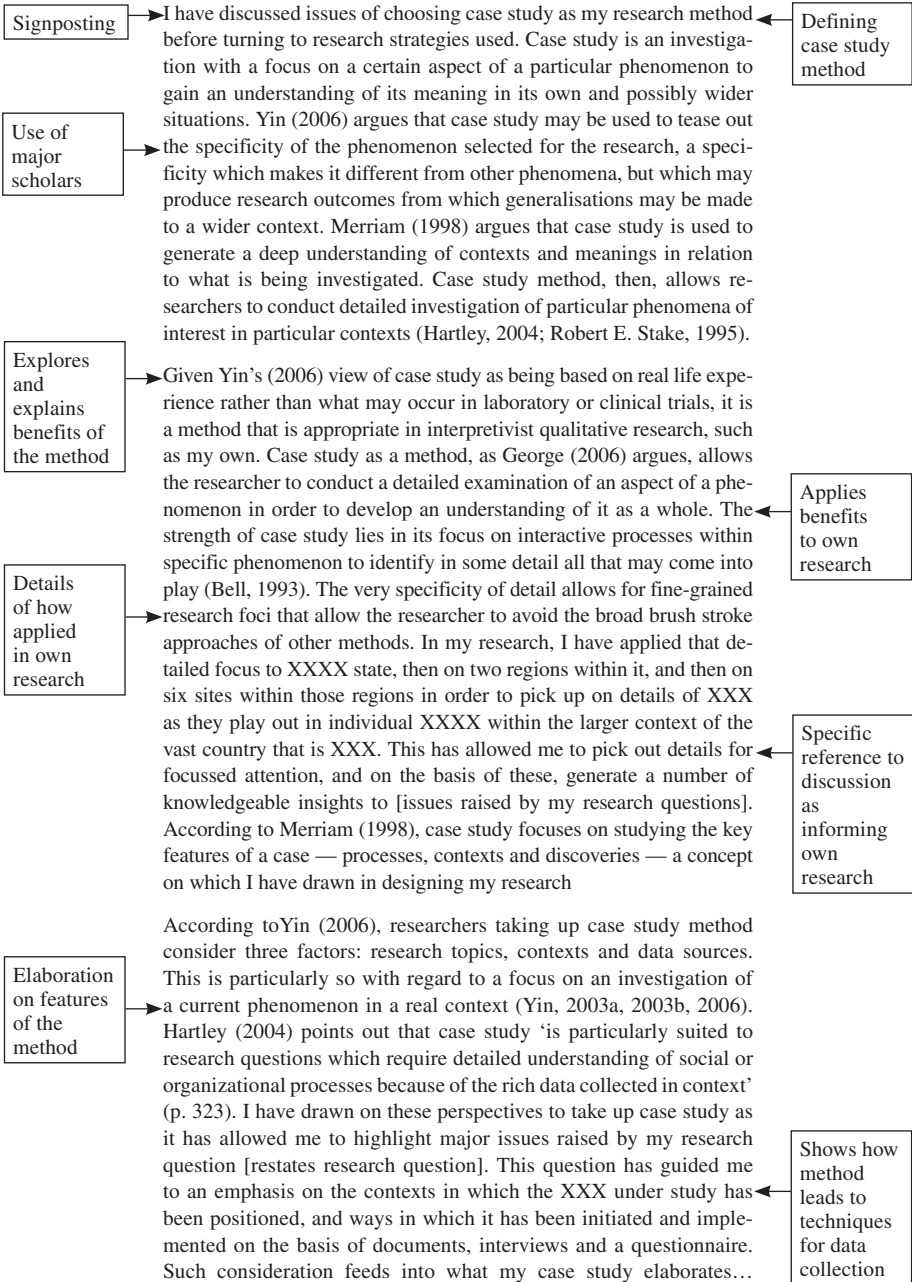 Signposting
Defining
case study
method
I have discussed issues of choosing case study as my research method
before turning to research strategies used. Case study is an investiga-
tion with a focus on a certain aspect of a particular phenomenon to
gain an understanding of its meaning in its own and possibly wider
situations. Yin (2006) argues that case study may be used to tease out
the specificity of the phenomenon selected for the research, a speci-
ficity which makes it different from other phenomena, but which may
produce research outcomes from which generalisations may be made
to a wider context. Merriam (1998) argues that case study is used to
generate a deep understanding of contexts and meanings in relation
to what is being investigated. Case study method, then, allows re-
searchers to conduct detailed investigation of particular phenomena of
interest in particular contexts (Hartley, 2004; Robert E. Stake, 1995).
Use of
major
scholars
Explores
and
explains
benefits of
the method
Given Yin's (2006) view of case study as being based on real life expe-
rience rather than what may occur in laboratory or clinical trials, it is
a method that is appropriate in interpretivist qualitative research, such
as my own. Case study as a method, as George (2006) argues, allows
the researcher to conduct a detailed examination of an aspect of a phe-
nomenon in order to develop an understanding of it as a whole. The
strength of case study lies in its focus on interactive processes within
specific phenomenon to identify in some detail all that may come into
play (Bell, 1993). The very specificity of detail allows for fine-grained
research foci that allow the researcher to avoid the broad brush stroke
approaches of other methods. In my research, I have applied that de-
tailed focus to XXXX state, then on two regions within it, and then on
six sites within those regions in order to pick up on details of XXX
as they play out in individual XXXX within the larger context of the
vast country that is XXX. This has allowed me to pick out details for
focussed attention, and on the basis of these, generate a number of
knowledgeable insights to [issues raised by my research questions].
According to Merriam (1998), case study focuses on studying the key
features of a case — processes, contexts and discoveries — a concept
on which I have drawn in designing my research
Applies
benefits
to own
research
Details
of how
applied
in own
research
Specific
reference to
discussion
as
informing
own
research
According toYin (2006), researchers taking up case study method
consider three factors: research topics, contexts and data sources.
This is particularly so with regard to a focus on an investigation of
a current phenomenon in a real context (Yin, 2003a, 2003b, 2006).
Hartley (2004) points out that case study ‘is particularly suited to
research questions which require detailed understanding of social or
organizational processes because of the rich data collected in context’
(p. 323). I have drawn on these perspectives to take up case study as
it has allowed me to highlight major issues raised by my research
question [restates research question]. This question has guided me
to an emphasis on the contexts in which the XXX under study has
been positioned, and ways in which it has been initiated and imple-
mented on the basis of documents, interviews and a questionnaire.
Such consideration feeds into what my case study elaborates…
Elaboration
on features
of the
method
Shows how
method
leads to
techniques
for data
collection